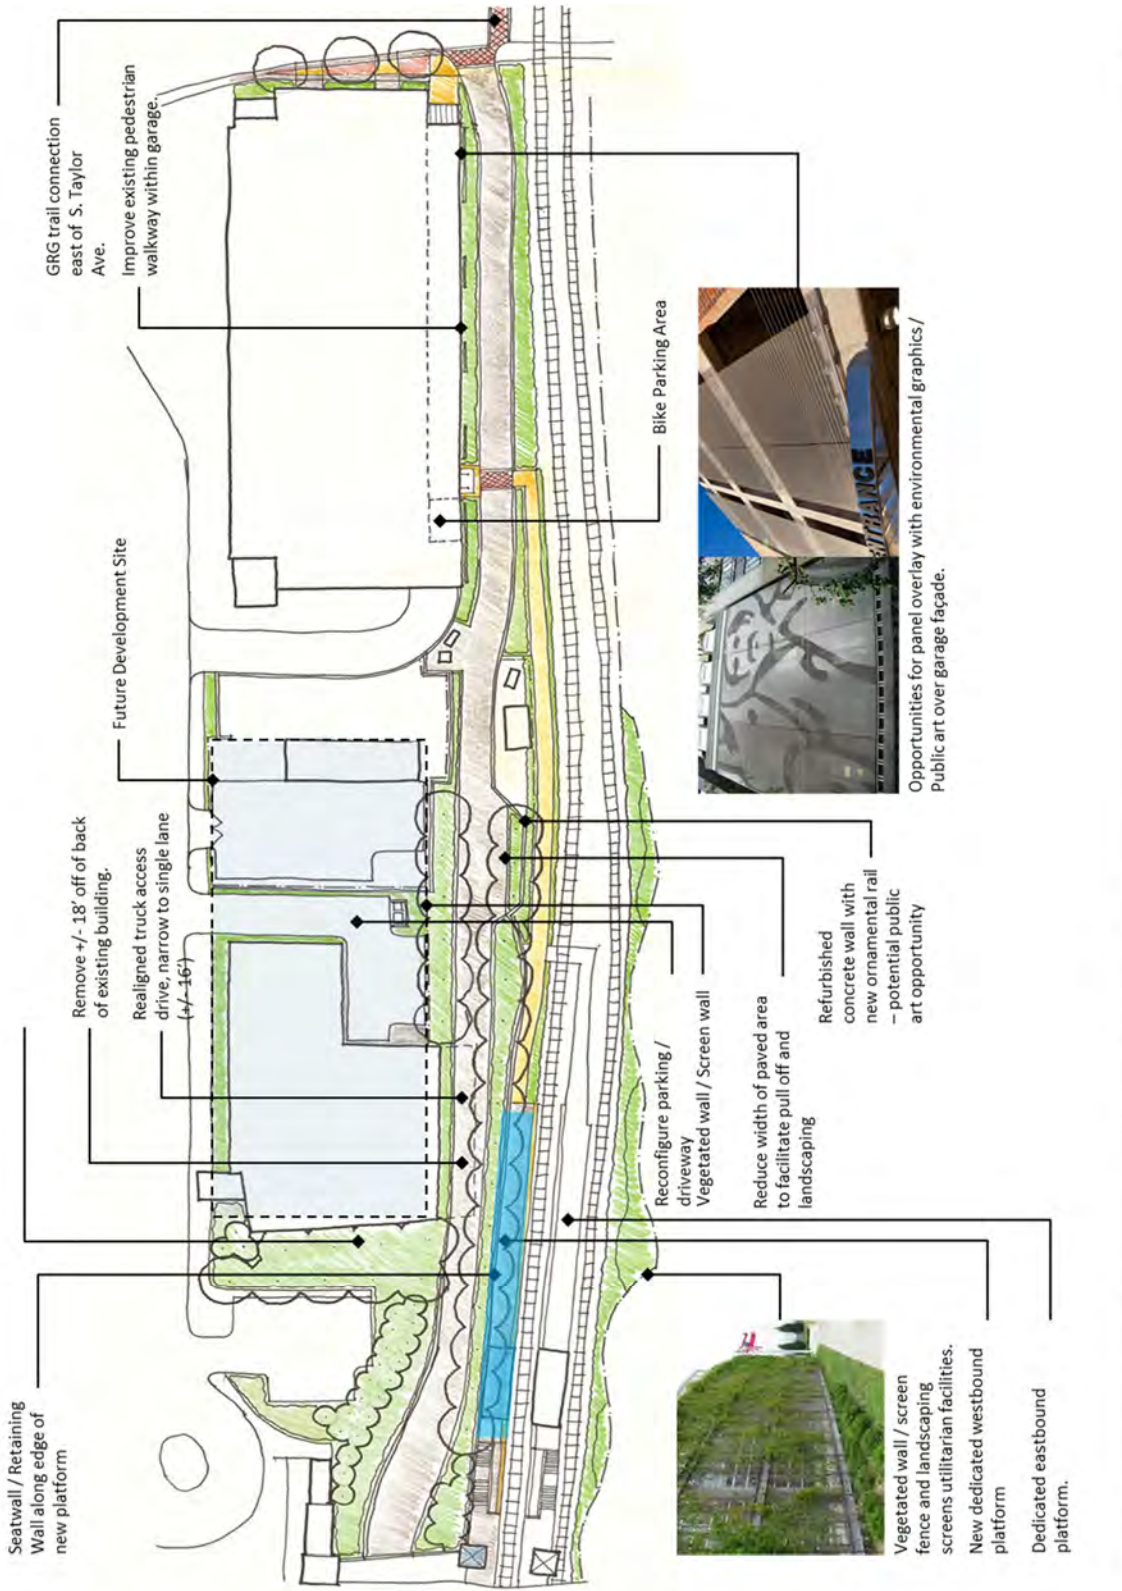 Seatwall / Retaining
Wall along edge of
new platform
Remove +/- 18' off of back
of existing building.
Realigned truck access
drive, narrow to single lane
(+/- 16')
Future Development Site
GRG trail connection
east of S. Taylor
Ave.
Improve existing pedestrian
walkway within garage.
Vegetated wall / screen
fence and landscaping
screens utilitarian facilities.
New dedicated westbound
platform
Dedicated eastbound
platform.
Reconfigure parking /
driveway
Vegetated wall / Screen wall
Reduce width of paved area
to facilitate pull off and
landscaping
Refurbished
concrete wall with
new ornamental rail
– potential public
art opportunity
Bike Parking Area
NTRANCE
Opportunities for panel overlay with environmental graphics /
Public art over garage façade.